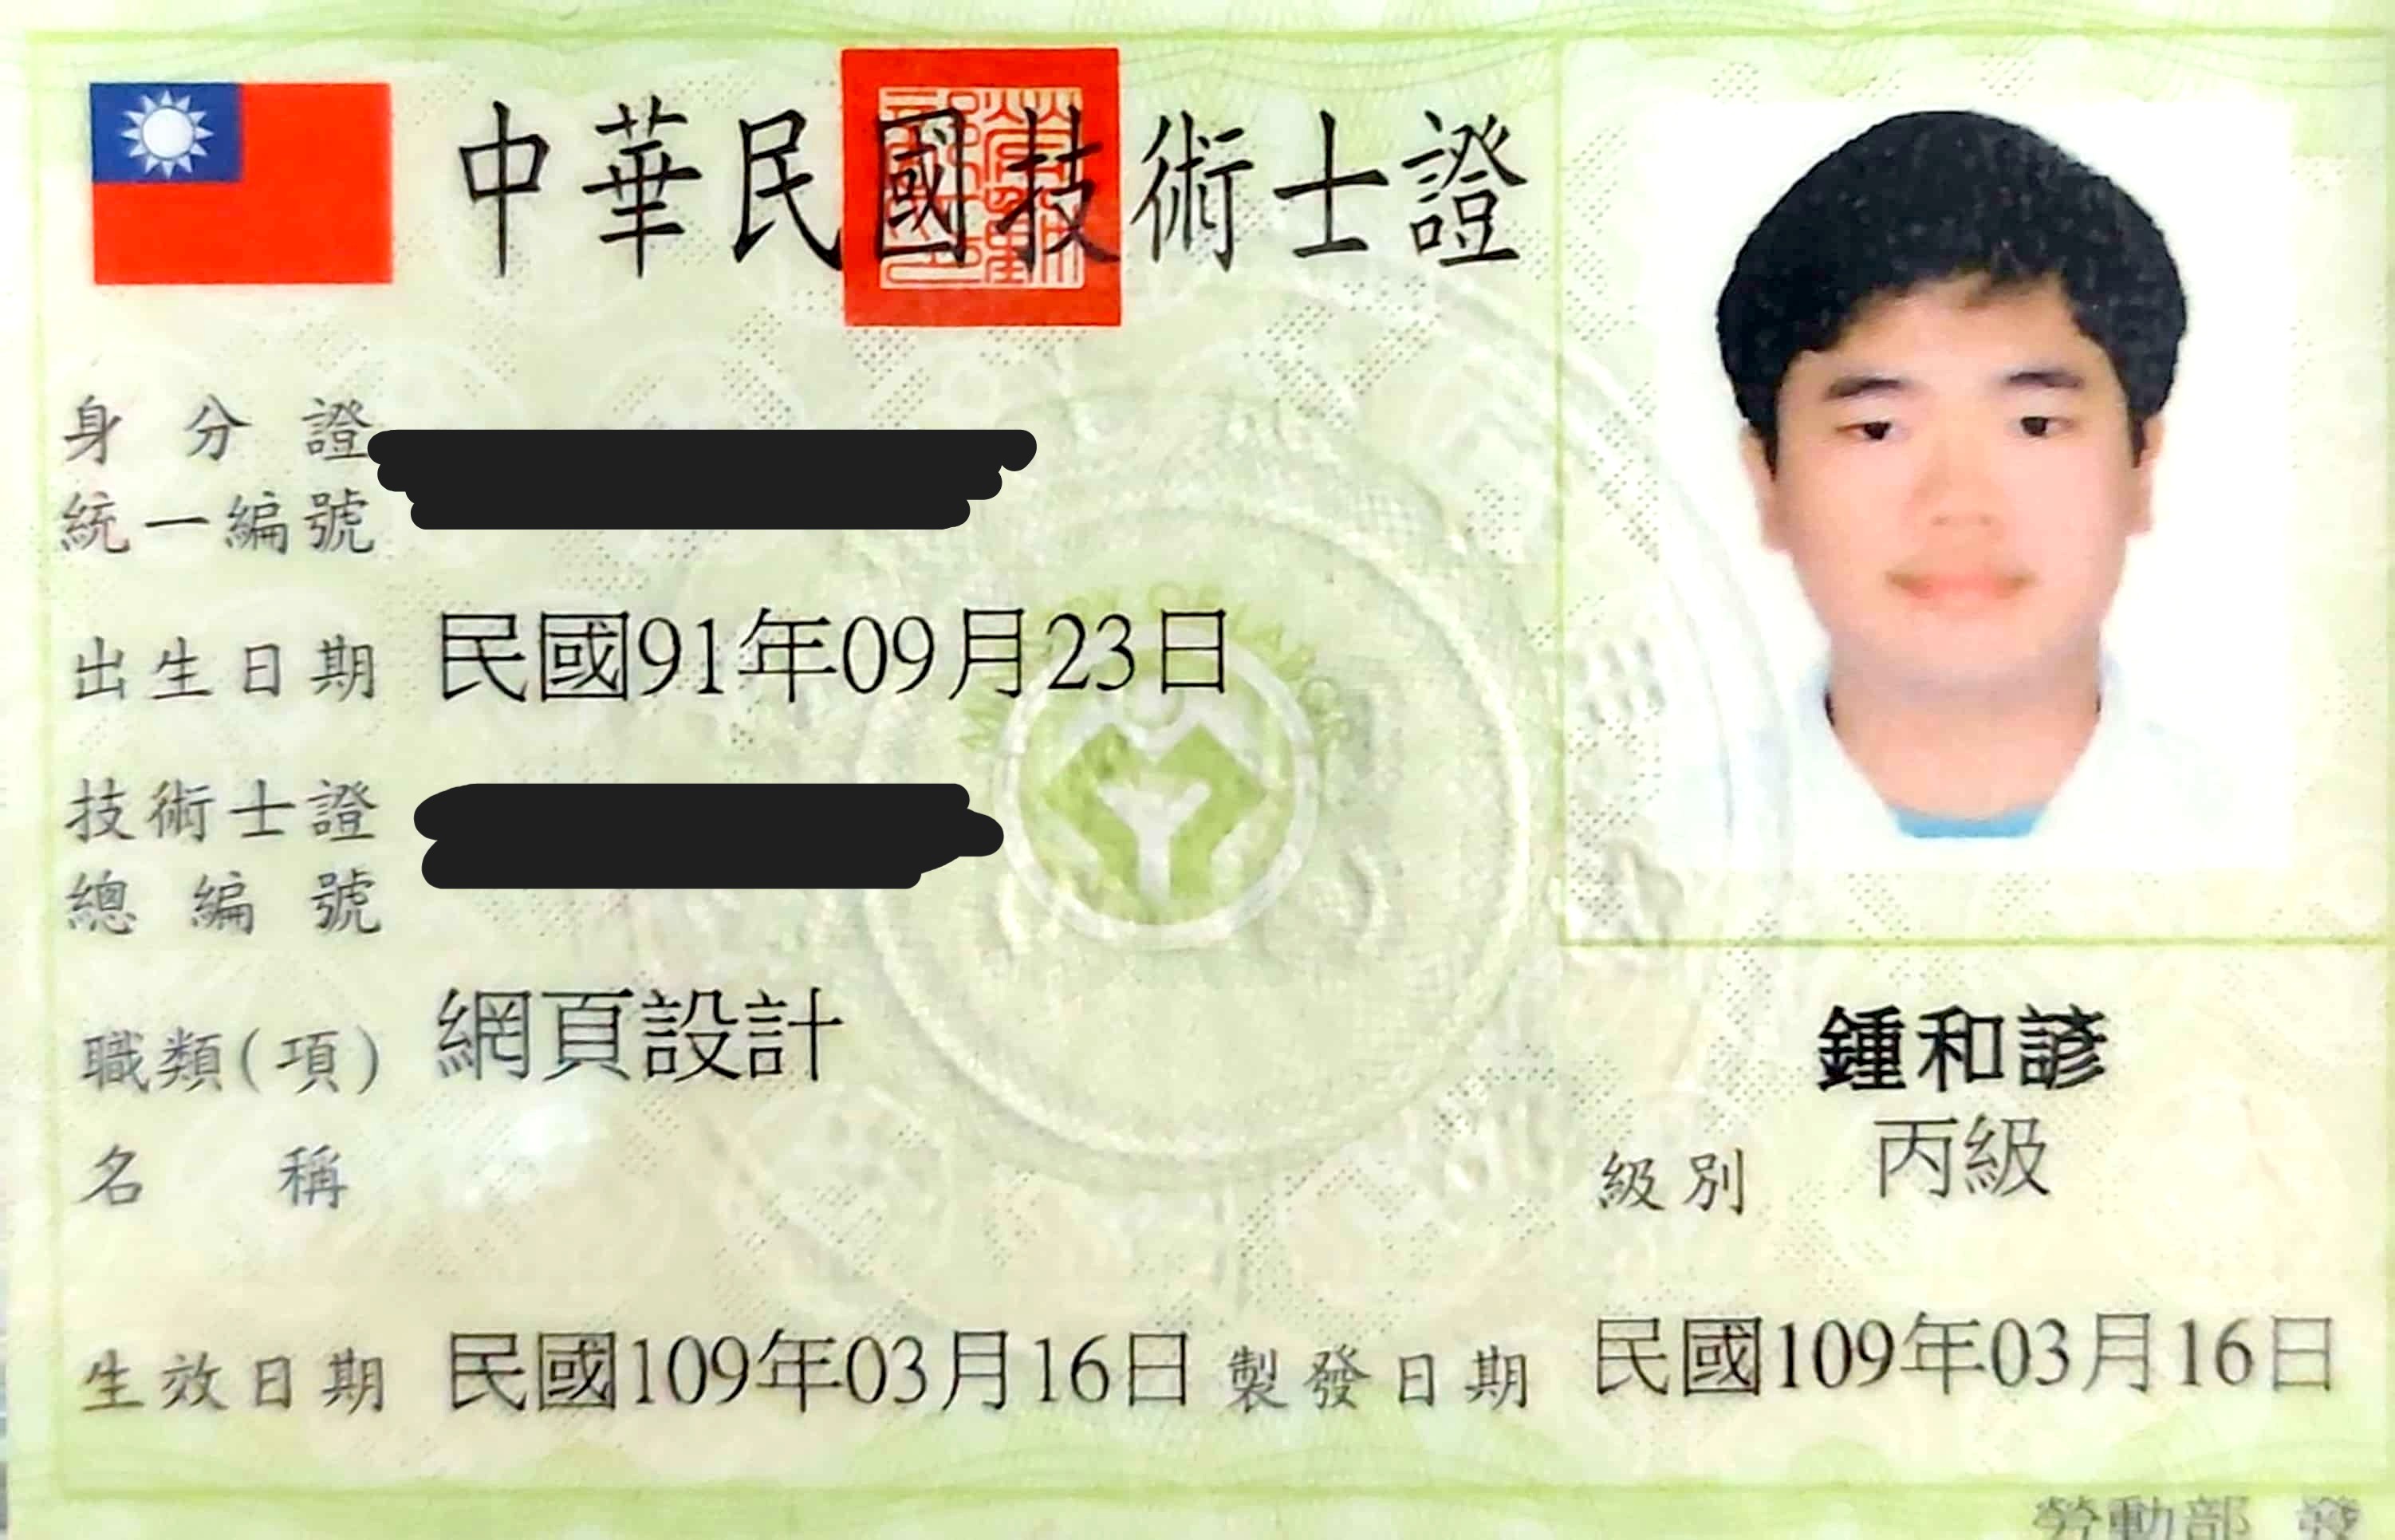 中華民國技術士證
身分證
統一編號
出生日期 民國91年09月23日
技術士證
總編號
職類(項) 網頁設計
名稱
鍾和諺
級別 丙級
生效日期 民國109年03月16日 製發日期 民國109年03月16日
勞動部 發